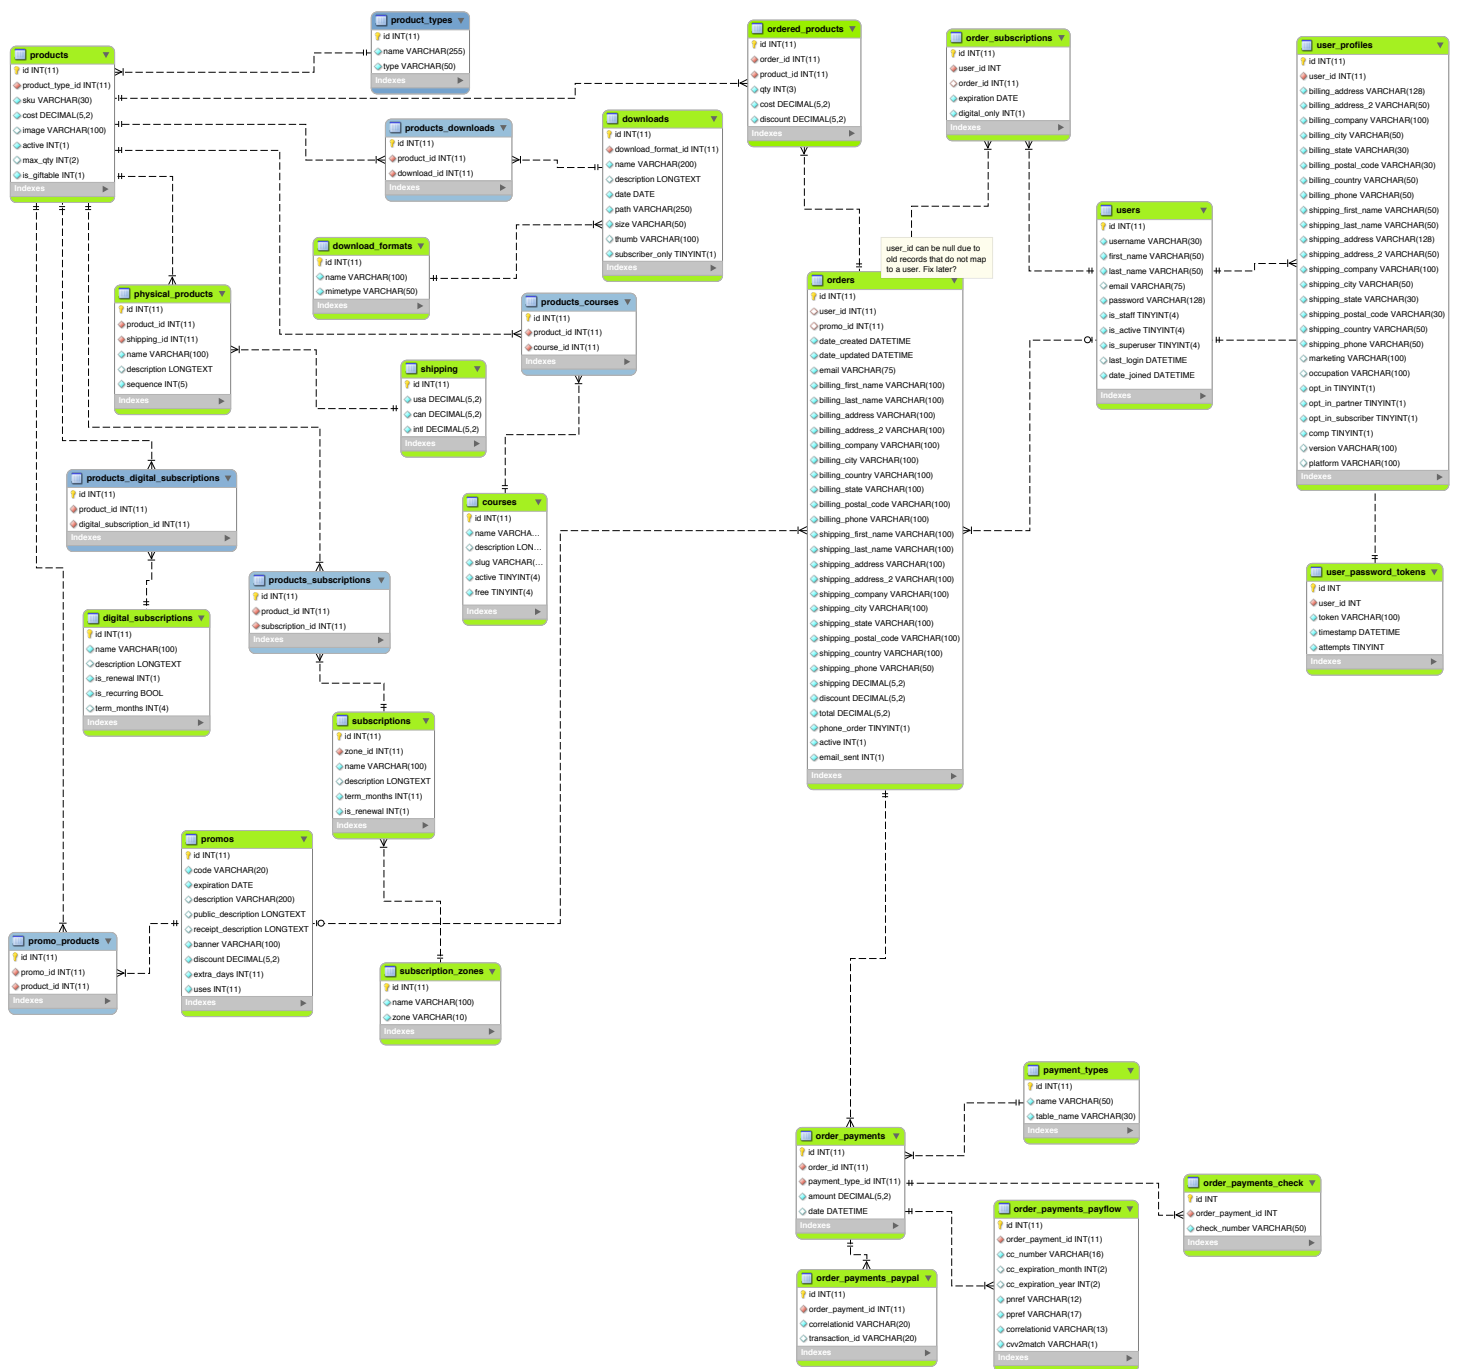 product_types
id INT(11)
name VARCHAR(255)
type VARCHAR(50)
Indexes
products
id INT(11)
product_type_id INT(11)
sku VARCHAR(30)
cost DECIMAL(5,2)
image VARCHAR(100)
active INT(1)
max_qty INT(2)
is_giftable INT(1)
Indexes
ordered_products
id INT(11)
order_id INT(11)
product_id INT(11)
qty INT(3)
cost DECIMAL(5,2)
discount DECIMAL(5,2)
Indexes
order_subscriptions
id INT(11)
user_id INT
order_id INT(11)
expiration DATE
digital_only INT(1)
Indexes
user_profiles
id INT(11)
user_id INT(11)
billing_address VARCHAR(128)
billing_address_2 VARCHAR(50)
billing_company VARCHAR(100)
billing_city VARCHAR(50)
billing_state VARCHAR(30)
billing_postal_code VARCHAR(30)
billing_country VARCHAR(50)
billing_phone VARCHAR(50)
shipping_first_name VARCHAR(50)
shipping_last_name VARCHAR(50)
shipping_address VARCHAR(128)
shipping_address_2 VARCHAR(50)
shipping_company VARCHAR(100)
shipping_city VARCHAR(50)
shipping_state VARCHAR(30)
shipping_postal_code VARCHAR(30)
shipping_country VARCHAR(50)
shipping_phone VARCHAR(50)
marketing VARCHAR(100)
occupation VARCHAR(100)
opt_in TINYINT(1)
opt_in_partner TINYINT(1)
opt_in_subscriber TINYINT(1)
comp TINYINT(1)
version VARCHAR(100)
platform VARCHAR(100)
Indexes
products_downloads
id INT(11)
product_id INT(11)
download_id INT(11)
Indexes
downloads
id INT(11)
download_format_id INT(11)
name VARCHAR(200)
description LONGTEXT
date DATE
path VARCHAR(250)
size VARCHAR(50)
thumb VARCHAR(100)
subscriber_only TINYINT(1)
Indexes
users
id INT(11)
username VARCHAR(30)
first_name VARCHAR(50)
last_name VARCHAR(50)
email VARCHAR(75)
password VARCHAR(128)
is_staff TINYINT(4)
is_active TINYINT(4)
is_superuser TINYINT(4)
last_login DATETIME
date_joined DATETIME
Indexes
download_formats
id INT(11)
name VARCHAR(100)
mimetype VARCHAR(50)
Indexes
user_id can be null due to
old records that do not map
to a user. Fix later?
orders
id INT(11)
user_id INT(11)
promo_id INT(11)
date_created DATETIME
date_updated DATETIME
email VARCHAR(75)
billing_first_name VARCHAR(100)
billing_last_name VARCHAR(100)
billing_address VARCHAR(100)
billing_address_2 VARCHAR(100)
billing_company VARCHAR(100)
billing_city VARCHAR(100)
billing_country VARCHAR(100)
billing_state VARCHAR(100)
billing_postal_code VARCHAR(100)
billing_phone VARCHAR(100)
shipping_first_name VARCHAR(100)
shipping_last_name VARCHAR(100)
shipping_address VARCHAR(100)
shipping_address_2 VARCHAR(100)
shipping_company VARCHAR(100)
shipping_city VARCHAR(100)
shipping_state VARCHAR(100)
shipping_postal_code VARCHAR(100)
shipping_country VARCHAR(100)
shipping_phone VARCHAR(50)
shipping DECIMAL(5,2)
discount DECIMAL(5,2)
total DECIMAL(5,2)
phone_order TINYINT(1)
active INT(1)
email_sent INT(1)
Indexes
physical_products
id INT(11)
product_id INT(11)
shipping_id INT(11)
name VARCHAR(100)
description LONGTEXT
sequence INT(5)
Indexes
products_courses
id INT(11)
product_id INT(11)
course_id INT(11)
Indexes
shipping
id INT(11)
usa DECIMAL(5,2)
can DECIMAL(5,2)
intl DECIMAL(5,2)
Indexes
products_digital_subscriptions
id INT(11)
product_id INT(11)
digital_subscription_id INT(11)
Indexes
courses
id INT(11)
name VARCHA...
description LON...
slug VARCHAR(...
active TINYINT(4)
free TINYINT(4)
Indexes
products_subscriptions
id INT(11)
product_id INT(11)
subscription_id INT(11)
Indexes
user_password_tokens
id INT
user_id INT
token VARCHAR(100)
timestamp DATETIME
attempts TINYINT
Indexes
digital_subscriptions
id INT(11)
name VARCHAR(100)
description LONGTEXT
is_renewal INT(1)
is_recurring BOOL
term_months INT(4)
Indexes
subscriptions
id INT(11)
zone_id INT(11)
name VARCHAR(100)
description LONGTEXT
term_months INT(11)
is_renewal INT(1)
Indexes
promos
id INT(11)
code VARCHAR(20)
expiration DATE
description VARCHAR(200)
public_description LONGTEXT
receipt_description LONGTEXT
banner VARCHAR(100)
discount DECIMAL(5,2)
extra_days INT(11)
uses INT(11)
Indexes
promo_products
id INT(11)
promo_id INT(11)
product_id INT(11)
Indexes
subscription_zones
id INT(11)
name VARCHAR(100)
zone VARCHAR(10)
Indexes
payment_types
id INT(11)
name VARCHAR(50)
table_name VARCHAR(30)
Indexes
order_payments
id INT(11)
order_id INT(11)
payment_type_id INT(11)
amount DECIMAL(5,2)
date DATETIME
Indexes
order_payments_check
id INT
order_payment_id INT
check_number VARCHAR(50)
Indexes
order_payments_payflow
id INT(11)
order_payment_id INT(11)
cc_number VARCHAR(16)
cc_expiration_month INT(2)
cc_expiration_year INT(2)
pnref VARCHAR(12)
ppref VARCHAR(17)
correlationid VARCHAR(13)
cvv2match VARCHAR(1)
Indexes
order_payments_paypal
id INT(11)
order_payment_id INT(11)
correlationid VARCHAR(20)
transaction_id VARCHAR(20)
Indexes